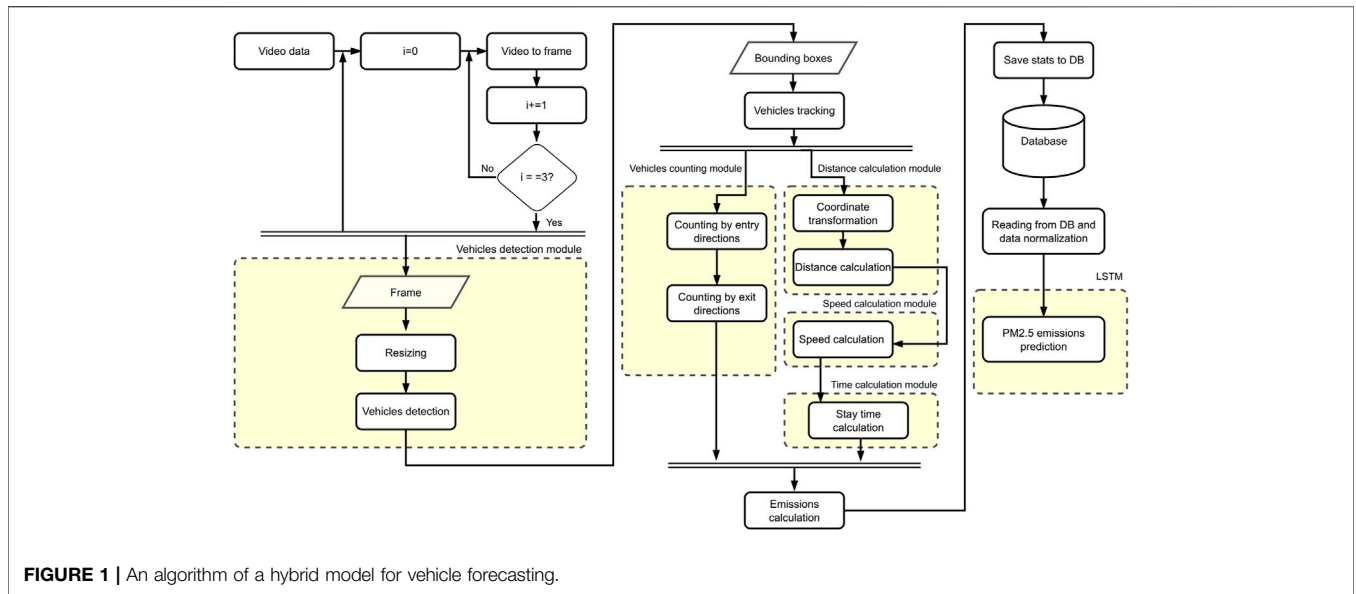 Video data
i=0
Video to frame
i+=1
i = =3?
No
Yes
Vehicles detection module
Frame
Resizing
Vehicles detection
Bounding boxes
Vehicles tracking
Vehicles counting module
Counting by entry
directions
Counting by exit
directions
Distance calculation module
Coordinate
transformation
Distance calculation
Speed calculation module
Speed calculation
Time calculation module
Stay time
calculation
Emissions
calculation
Save stats to DB
Database
Reading from DB and
data normalization
LSTM
PM2.5 emissions
prediction
FIGURE 1 | An algorithm of a hybrid model for vehicle forecasting.